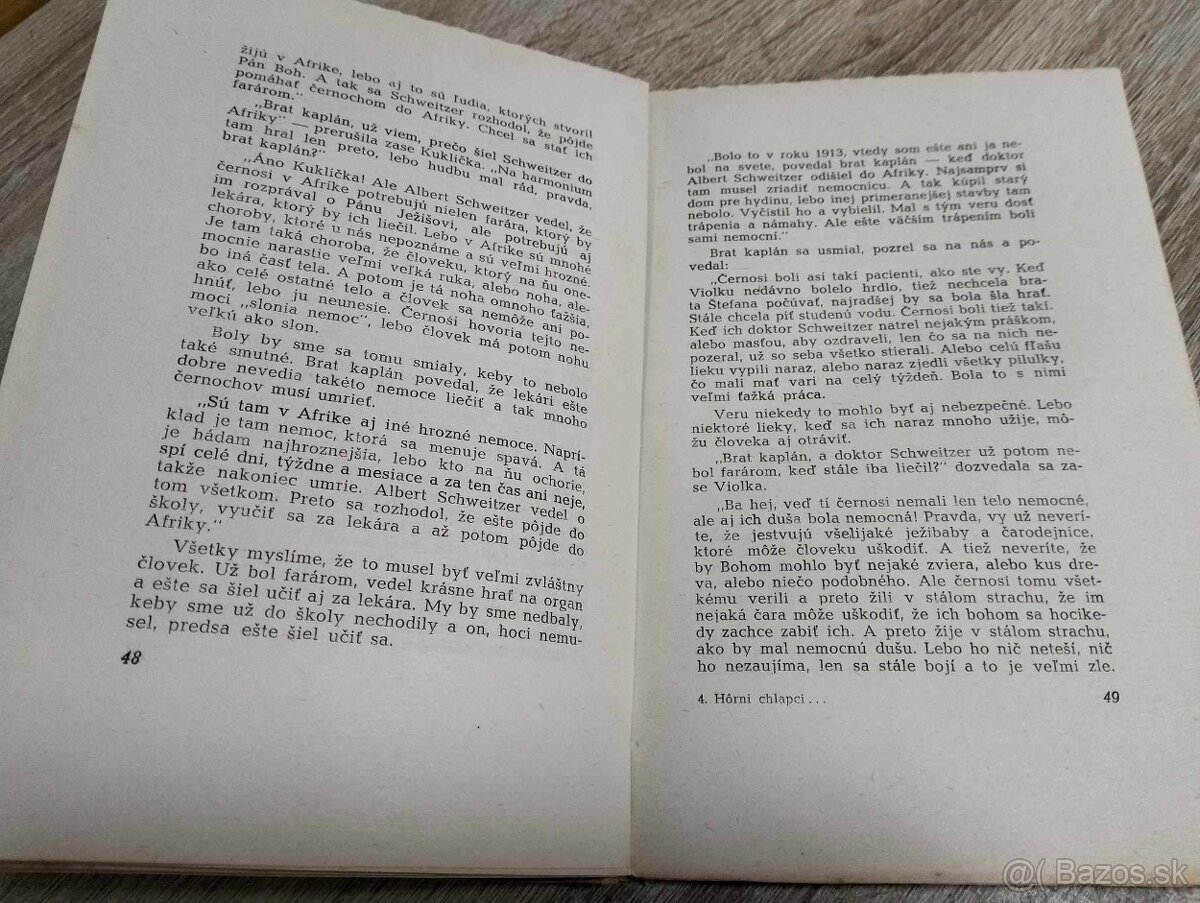 žijú v Afrike, lebo aj to sú ľudia, ktorých stvoril
Pán Boh. A tak sa Schweitzer rozhodol, že pôjde
pomáhať černochom do Afriky. Chcel sa stať ich
farárom."
„Brat kaplán, už viem, prečo šiel Schweitzer do
Afriky" — prerušila zase Kuklička. „Na harmonium
tam hral len preto, lebo hudbu mal rád, pravda,
brat kaplán?"
„Áno Kuklička! Ale Albert Schweitzer vedel, že
černosi v Afrike potrebujú nielen farára, ktorý by
im rozprával o Pánu Ježišovi, ale potrebujú aj
lekára, ktorý by ich liečil. Lebo v Afrike sú mnohé
choroby, ktoré u nás nepoznáme a sú veľmi hrozné.
Je tam taká choroba, že človeku, ktorý na ňu one-
mocnie narastie veľmi veľká ruka, alebo noha, ale-
bo iná časť tela. A potom je tá noha omnoho ťažšia,
ako celé ostatné telo a človek sa nemôže ani po-
hnúť, lebo ju neunesie. Černoši hovoria tejto ne-
moci „slonia nemoc", lebo človek má potom nohu
veľkú ako slon.
Boly by sme sa tomu smialy, keby to nebolo
také smutné. Brat kaplán povedal, že lekári ešte
dobre nevedia takéto nemoce liečiť a tak mnoho
černochov musí umrieť.
„Sú tam v Afrike aj iné hrozné nemoce. Naprí-
klad je tam nemoc, ktorá sa menuje spavá. A tá
je hádam najhroznejšia, lebo kto na ňu ochorie,
spí celé dni, týždne a mesiace a za ten čas ani neje,
takže nakoniec umrie. Albert Schweitzer vedel o
tom všetkom. Preto sa rozhodol, že ešte pôjde do
školy, vyučiť sa za lekára a až potom pôjde do
Afriky."
Všetky myslíme, že to musel byť veľmi zvláštny
človek. Už bol farárom, vedel krásne hrať na organ
a ešte sa šiel učiť aj za lekára. My by sme nedbaly,
keby sme už do školy nechodily a on, hoci nemu-
sel, predsa ešte šiel učiť sa.
48
„Bolo to v roku 1913, vtedy som ešte ani ja ne-
bol na svete, povedal brat kaplán — keď doktor
Albert Schweitzer odišiel do Afriky. Najsamprv si
tam musel zriadiť nemocnicu. A tak kúpil starý
dom pre hydinu, lebo inej primeranejšej stavby tam
nebolo. Vyčistil ho a vybielil. Mal s tým veru dosť
trápenia a námahy. Ale ešte väčším trápením boli
sami nemocní."
Brat kaplán sa usmial, pozrel sa na nás a po-
vedal:
„Černosi boli asi takí pacienti, ako ste vy. Keď
Violku nedávno bolelo hrdlo, tiež nechcela bra-
ta Štefana počúvať, najradšej by sa bola šla hrať.
Stále chcela piť studenú vodu. Černosi boli tiež takí.
Keď ich doktor Schweitzer natrel nejakým práškom,
alebo masťou, aby ozdraveli, len čo sa na nich ne-
pozeral, už so seba všetko stierali. Alebo celú fľašu
lieku vypili naraz, alebo naraz zjedli všetky pilulky,
čo mali mať vari na celý týždeň. Bola to s nimi
veľmi ťažká práca.
Veru niekedy to mohlo byť aj nebezpečné. Lebo
niektoré lieky, keď sa ich naraz mnoho užije, mô-
žu človeka aj otráviť.
„Brat kaplán, a doktor Schweitzer už potom ne-
bol farárom, keď stále iba liečil?" dozvedala sa za-
se Violka.
„Ba hej, veď tí černosi nemali len telo nemocné,
ale aj ich duša bola nemocná! Pravda, vy už neverí-
te, že jestvujú všelijaké ježibaby a čarodejnice,
ktoré môže človeku uškodiť. A tiež neveríte, že
by Bohom mohlo byť nejaké zviera, alebo kus dre-
va, alebo niečo podobného. Ale černosi tomu všet-
kému verili a preto žili v stálom strachu, že im
nejaká čara môže uškodiť, že ich bohom sa hocike-
dy zachce zabiť ich. A preto žije v stálom strachu,
ako by mal nemocnú dušu. Lebo ho nič neteší, nič
ho nezaujíma, len sa stále bojí a to je veľmi zle.
4. Hôrni chlapci...
49
@( Bazos.sk